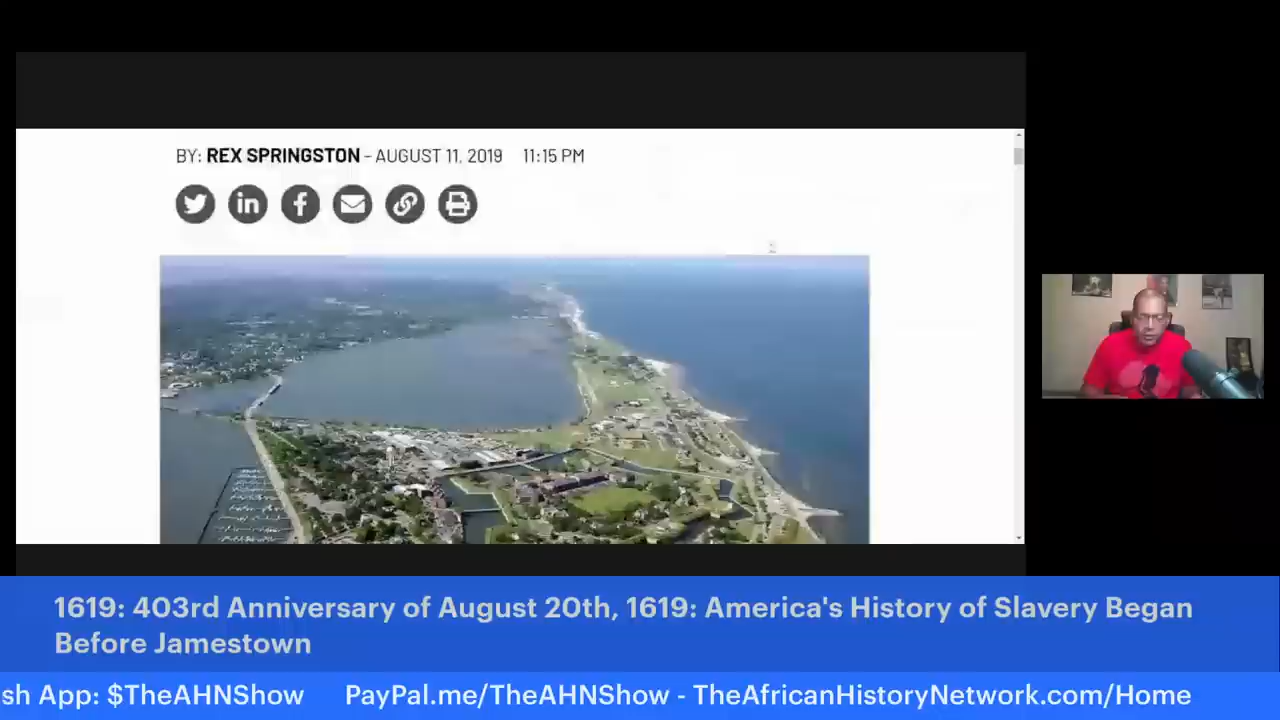 BY: REX SPRINGSTON - AUGUST 11, 2019 11:15 PM
1619: 403rd Anniversary of August 20th, 1619: America's History of Slavery Began
Before Jamestown
sh App: $TheAHNShow PayPal.me/TheAHNShow - TheAfricanHistoryNetwork.com/Home